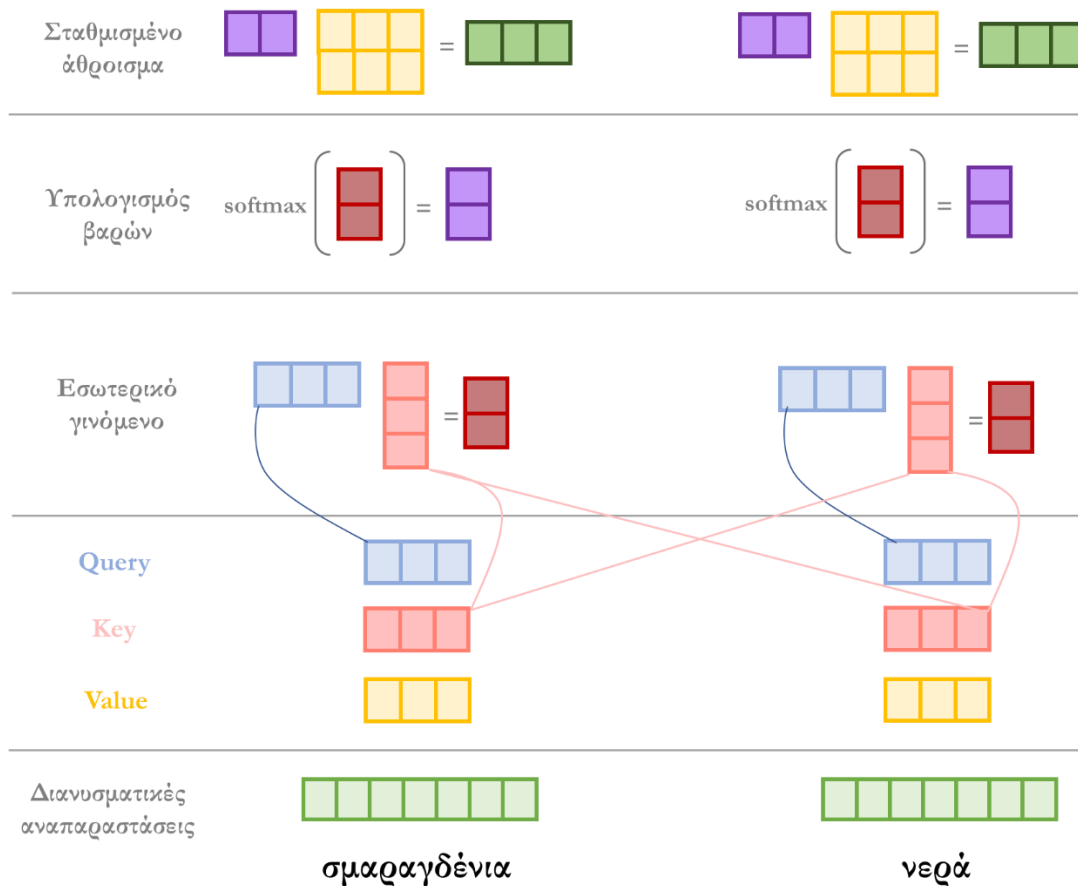 Σταθμισμένο
άθροισμα
=
=
Υπολογισμός
βαρών
softmax
=
softmax
=
Εσωτερικό
γινόμενο
=
=
Query
Key
Value
Διανυσματικές
αναπαραστάσεις
σμαραγδένια
νερά